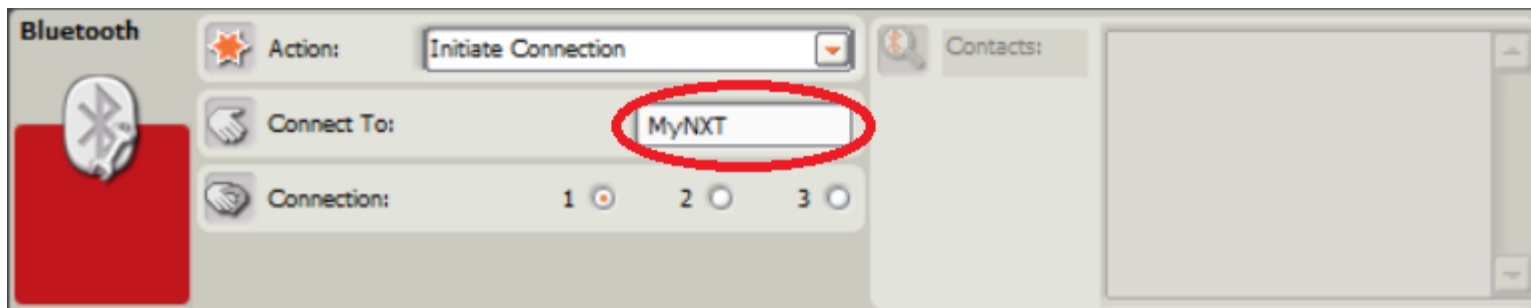 Bluetooth
Action: Initiate Connection
Contacts:
Connect To: MyNXT
Connection: 1 2 3